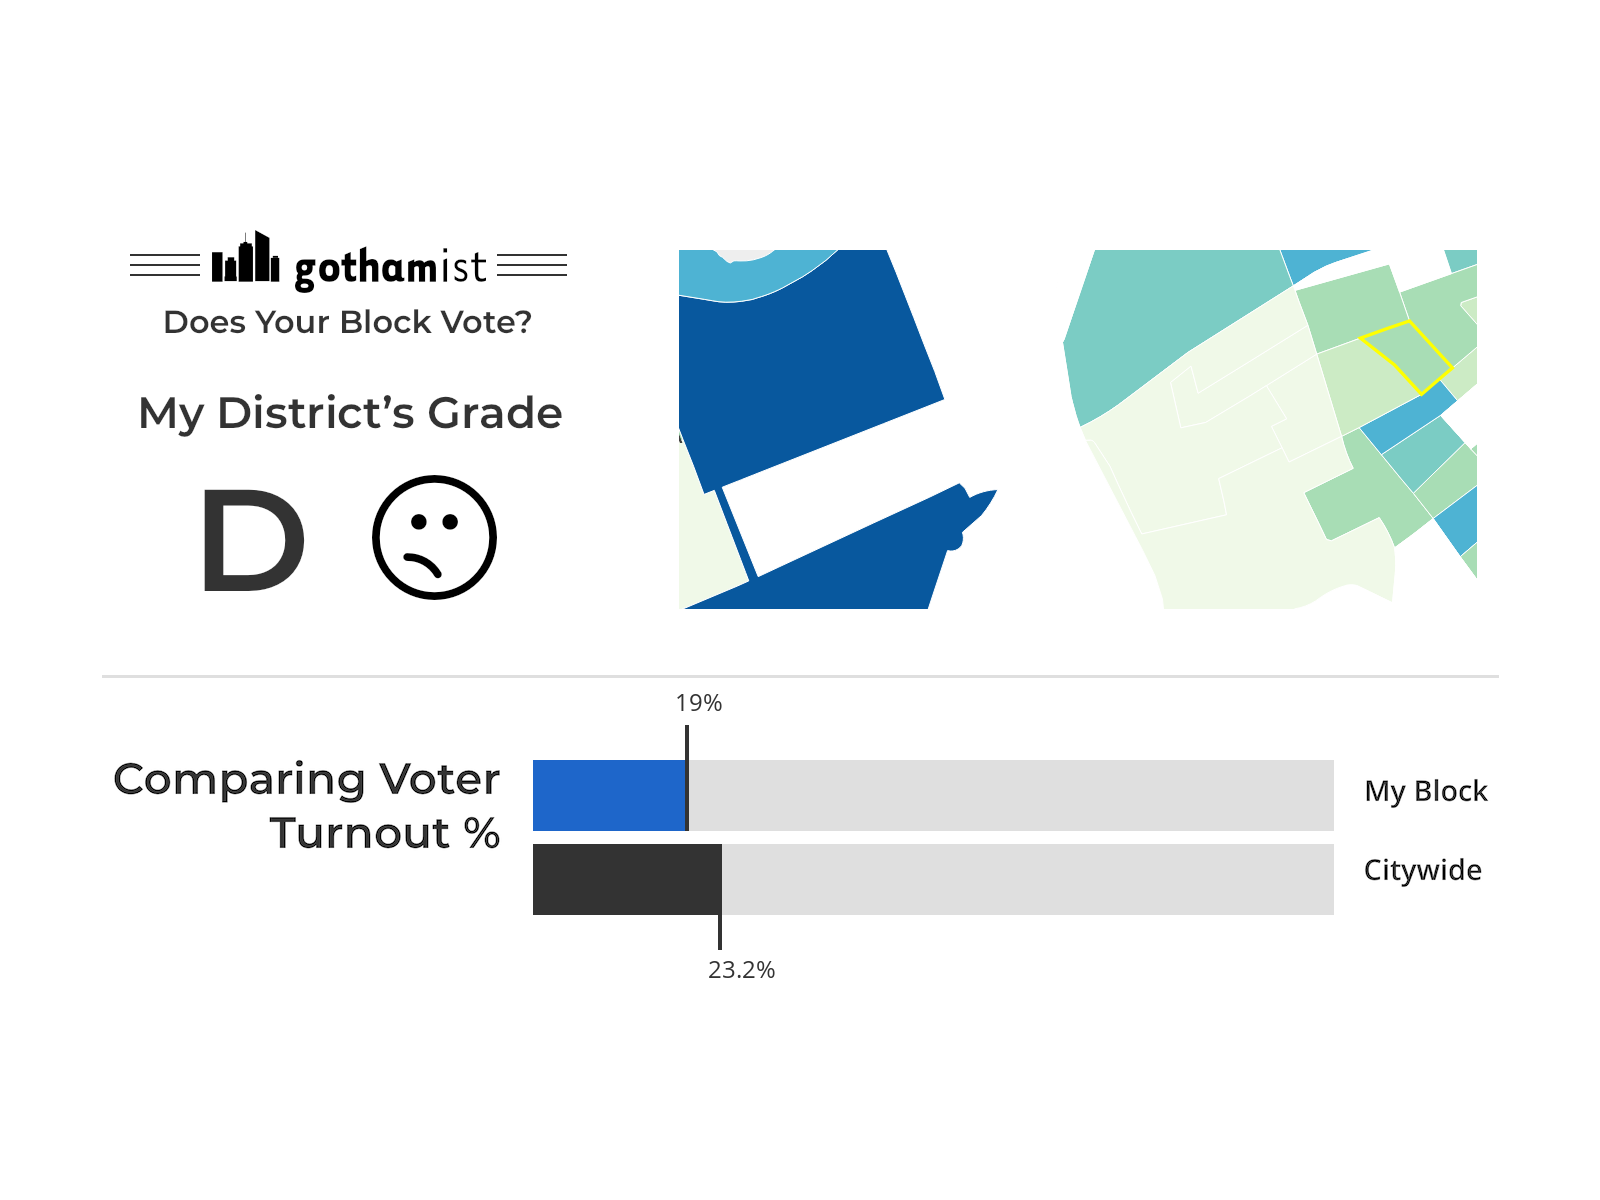 gothamist
Does Your Block Vote?
My District’s Grade
D
19%
Comparing Voter
Turnout %
My Block
Citywide
23.2%